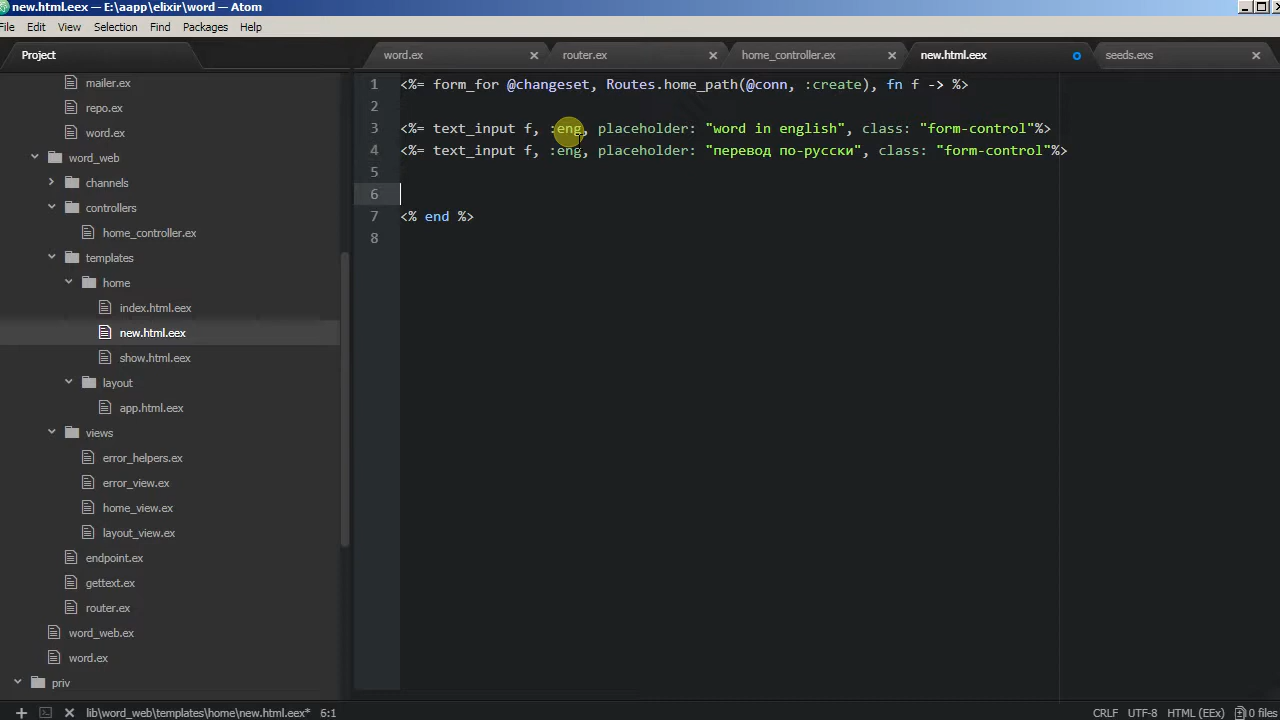 new.html.eex — E:\aapp\elixir\word — Atom
File Edit View Selection Find Packages Help
Project
word.ex router.ex home_controller.ex new.html.eex seeds.exs
mailer.ex
repo.ex
word.ex
word_web
channels
controllers
home_controller.ex
templates
home
index.html.eex
new.html.eex
show.html.eex
layout
app.html.eex
views
error_helpers.ex
error_view.ex
home_view.ex
layout_view.ex
endpoint.ex
gettext.ex
router.ex
word_web.ex
word.ex
priv
1 <%= form_for @changeset, Routes.home_path(@conn, :create), fn f -> %>
2
3 <%= text_input f, :eng, placeholder: "word in english", class: "form-control"%>
4 <%= text_input f, :eng, placeholder: "перевод по-русски", class: "form-control"%>
5
6
7 <% end %>
8
lib\word_web\templates\home\new.html.eex* 6:1 CRLF UTF-8 HTML (EEx) 0 files